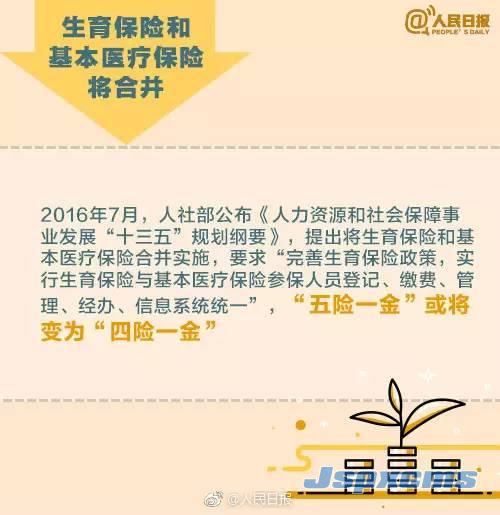 生育保险和
基本医疗保险
将合并
@人民日报
PEOPLE'S DAILY
2016年7月，人社部公布《人力资源和社会保障事
业发展“十三五”规划纲要》，提出将生育保险和基
本医疗保险合并实施，要求“完善生育保险政策，实
行生育保险与基本医疗保险参保人员登记、缴费、管
理、经办、信息系统统一”，“五险一金”或将
变为“四险一金”
Jspxcms
@人民日报